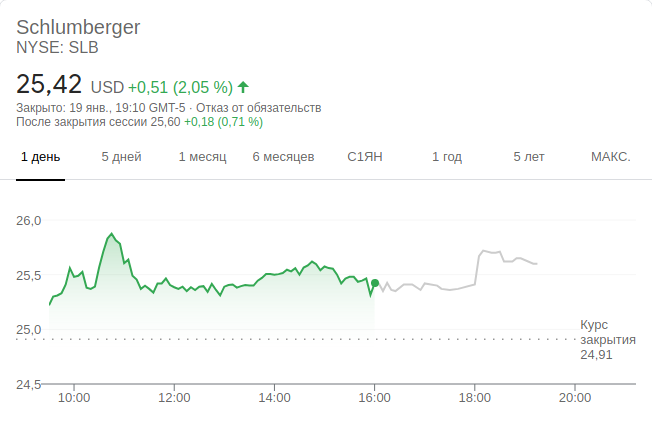 Schlumberger
NYSE: SLB
25,42 USD +0,51 (2,05 %)
Закрыто: 19 янв., 19:10 GMT-5 · Отказ от обязательств
После закрытия сессии 25,60 +0,18 (0,71 %)
1 день 5 дней 1 месяц 6 месяцев С1ЯН 1 год 5 лет МАКС.
26,0
25,5
25,0
Курс
закрытия
24,91
24,5
10:00 12:00 14:00 16:00 18:00 20:00